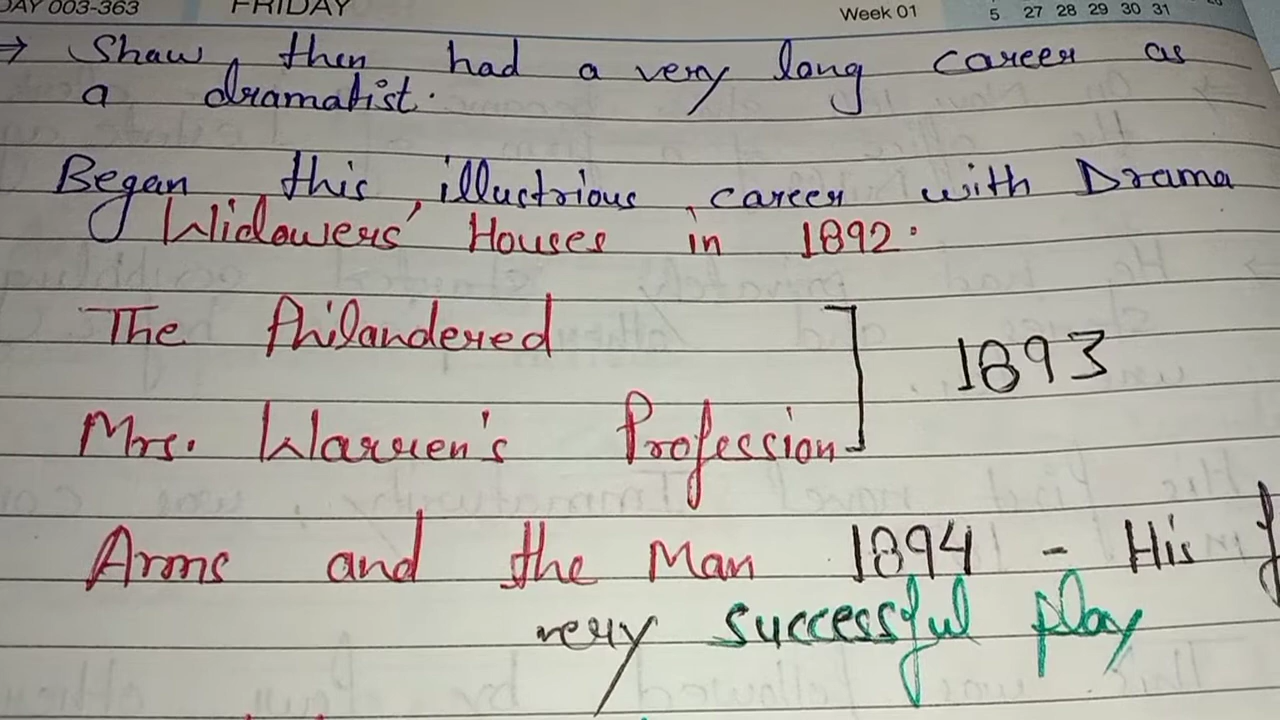 DAY 003-363 FRIDAY Week 01 5 27 28 29 30 31
⇒ Shaw then had a very long career as
a dramatist.
Began this illustrious career with Drama
Widowers' Houses in 1892.
The Philandered
1893
Mrs. Warren's Profession
Arms and the Man 1894 - His
very successful play